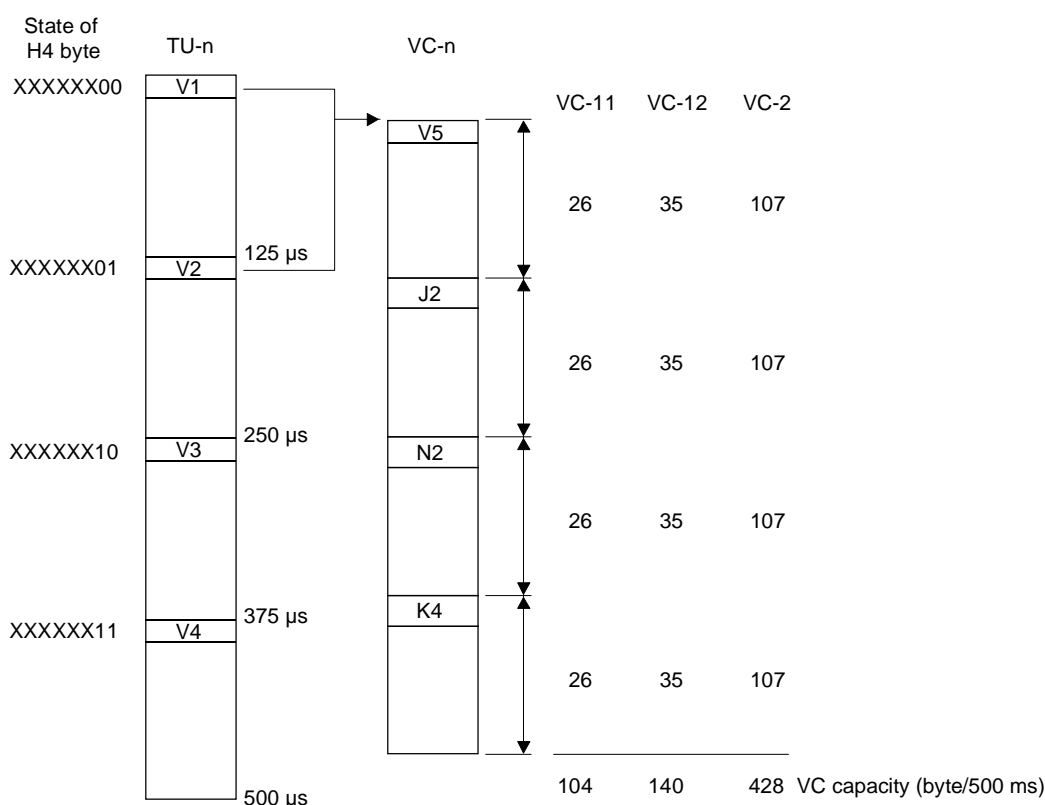 State of
H4 byte
TU-n
VC-n
XXXXXX00
V1
VC-11 VC-12 VC-2
V5
26 35 107
125 µs
XXXXXX01
V2
J2
26 35 107
250 µs
XXXXXX10
V3
N2
26 35 107
375 µs
XXXXXX11
V4
K4
26 35 107
500 µs
104 140 428 VC capacity (byte/500 ms)